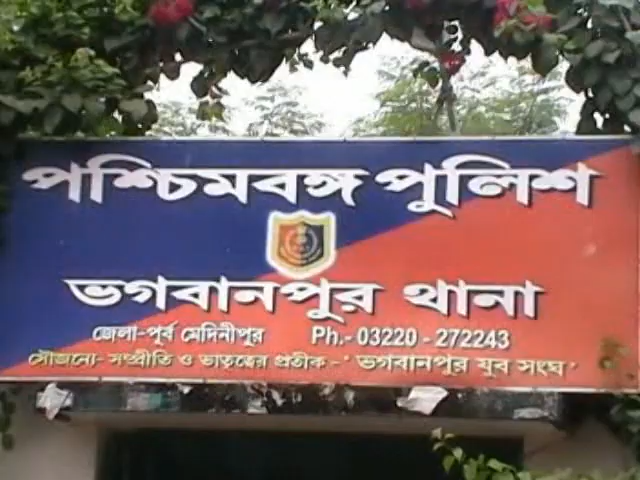 পশ্চিমবঙ্গ পুলিশ
ভগবানপুর থানা
জেলা-পূর্ব মেদিনীপুর Ph.- 03220 - 272243
সৌজন্যে- সম্প্রীতি ও ভাতৃত্বের প্রতীক - ' ভগবানপুর যুব সংঘ '